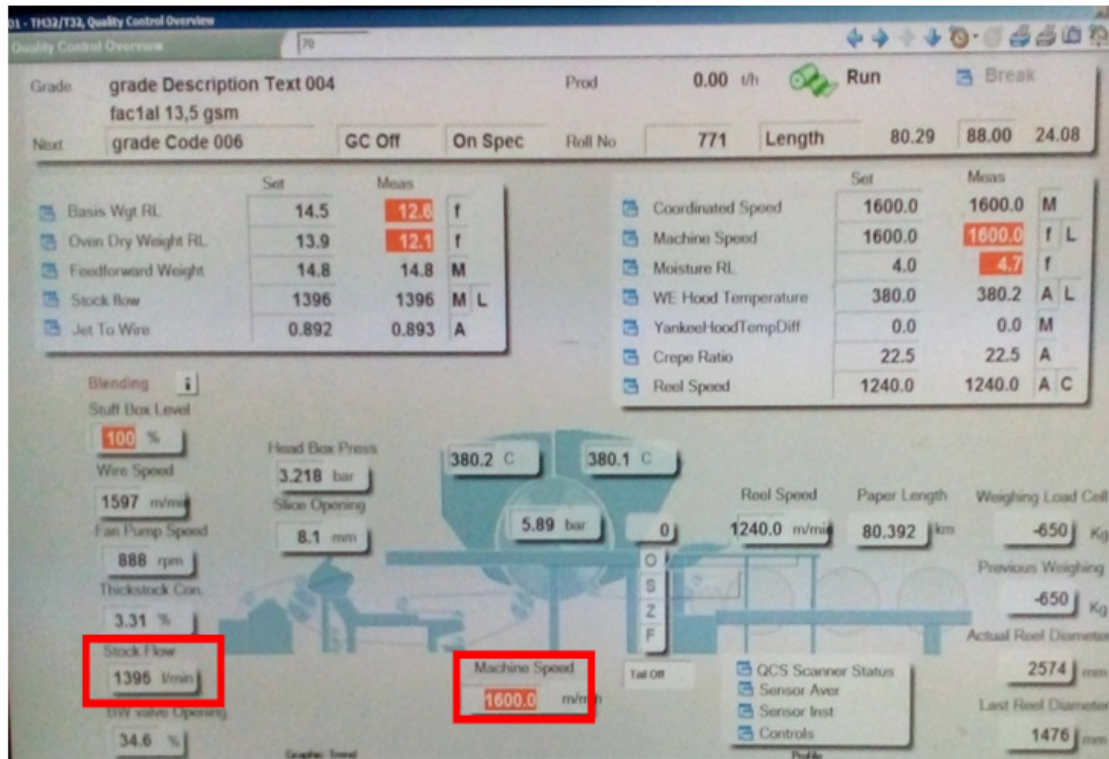 01 - TM32/T32, Quality Control Overview
Quality Control Overview 70
Grade grade Description Text 004 Prod 0.00 t/h Run Break
fac1al 13,5 gsm
Next grade Code 006 GC Off On Spec Roll No 771 Length 80.29 88.00 24.08
Set Meas
Basis Wgt RL 14.5 12.6 f
Oven Dry Weight RL 13.9 12.1 f
Feedforward Weight 14.8 14.8 M
Stock flow 1396 1396 M L
Jet To Wire 0.892 0.893 A
Set Meas
Coordinated Speed 1600.0 1600.0 M
Machine Speed 1600.0 1600.0 f L
Moisture RL 4.0 4.7 f
WE Hood Temperature 380.0 380.2 A L
YankeeHoodTempDiff 0.0 0.0 M
Crepe Ratio 22.5 22.5 A
Reel Speed 1240.0 1240.0 A C
Blending i
Stuff Box Level
100 %
Wire Speed
1597 m/min
Fan Pump Speed
888 rpm
Thickstock Con.
3.31 %
Stock Flow
1395 l/min
BW valve Opening
34.6 %
Head Box Press
3.218 bar
Slice Opening
8.1 mm
380.2 C
380.1 C
5.89 bar
0
O
S
Z
F
Tail Off
Machine Speed
1600.0 m/min
Reel Speed
1240.0 m/min
Paper Length
80.392 km
QCS Scanner Status
Sensor Aver
Sensor Inst
Controls
Weighing Load Cell
-650 Kg
Previous Weighing
-650 Kg
Actual Reel Diameter
2574 mm
Last Reel Diameter
1476 mm
Graphic Trend
Profile